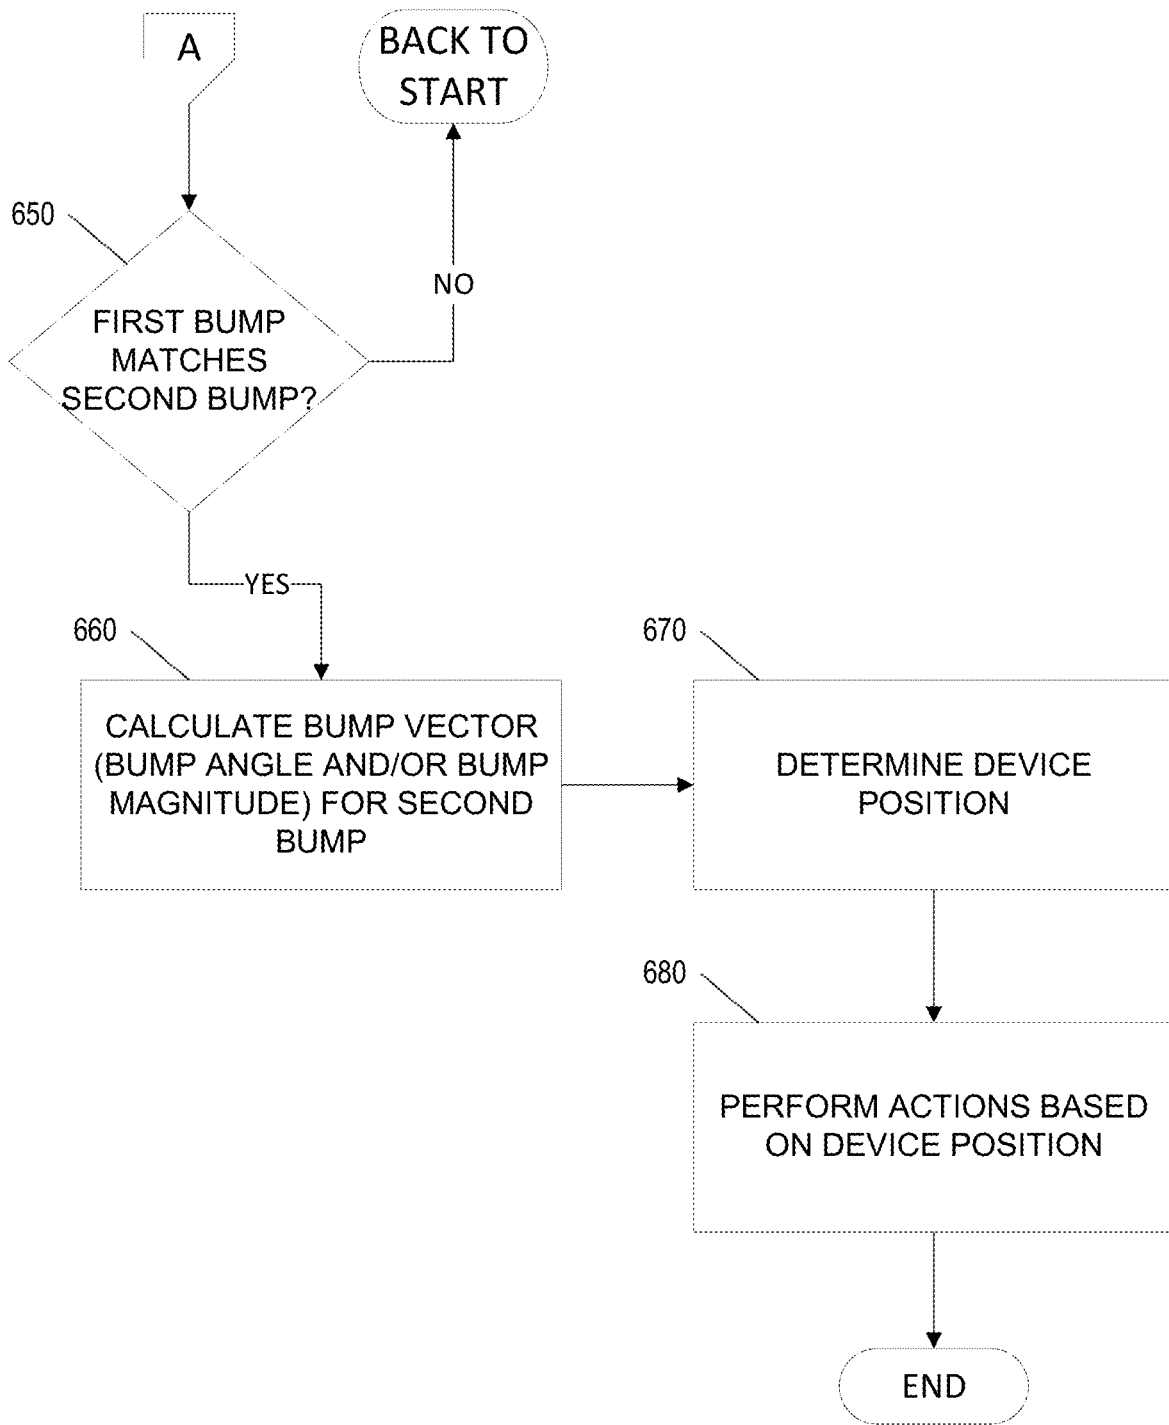 A
BACK TO
START
650
NO
FIRST BUMP
MATCHES
SECOND BUMP?
YES
660
670
CALCULATE BUMP VECTOR
(BUMP ANGLE AND/OR BUMP
MAGNITUDE) FOR SECOND
BUMP
DETERMINE DEVICE
POSITION
680
PERFORM ACTIONS BASED
ON DEVICE POSITION
END